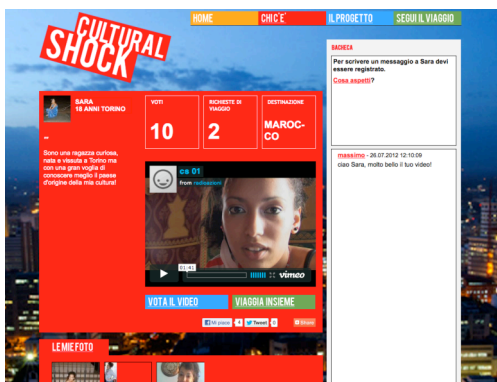 CULTURAL
SHOCK
HOME
CHI C'È
IL PROGETTO
SEGUI IL VIAGGIO
SARA
18 ANNI TORINO
-
Sono una ragazza curiosa,
nata e vissuta a Torino ma
con una gran voglia di
conoscere meglio il paese
d'origine della mia cultura!
VOTI
10
RICHIESTE DI
VIAGGIO
2
DESTINAZIONE
MAROC-
CO
cs 01
from
01:41
vimeo
VOTA IL VIDEO
VIAGGIA INSIEME
Mi piace
4
Tweet
0
Share
LE MIE FOTO
BACHECA
Per scrivere un messaggio a Sara devi
essere registrato.
Cosa aspetti?
massimo - 26.07.2012 12:10:09
ciao Sara, molto bello il tuo video!